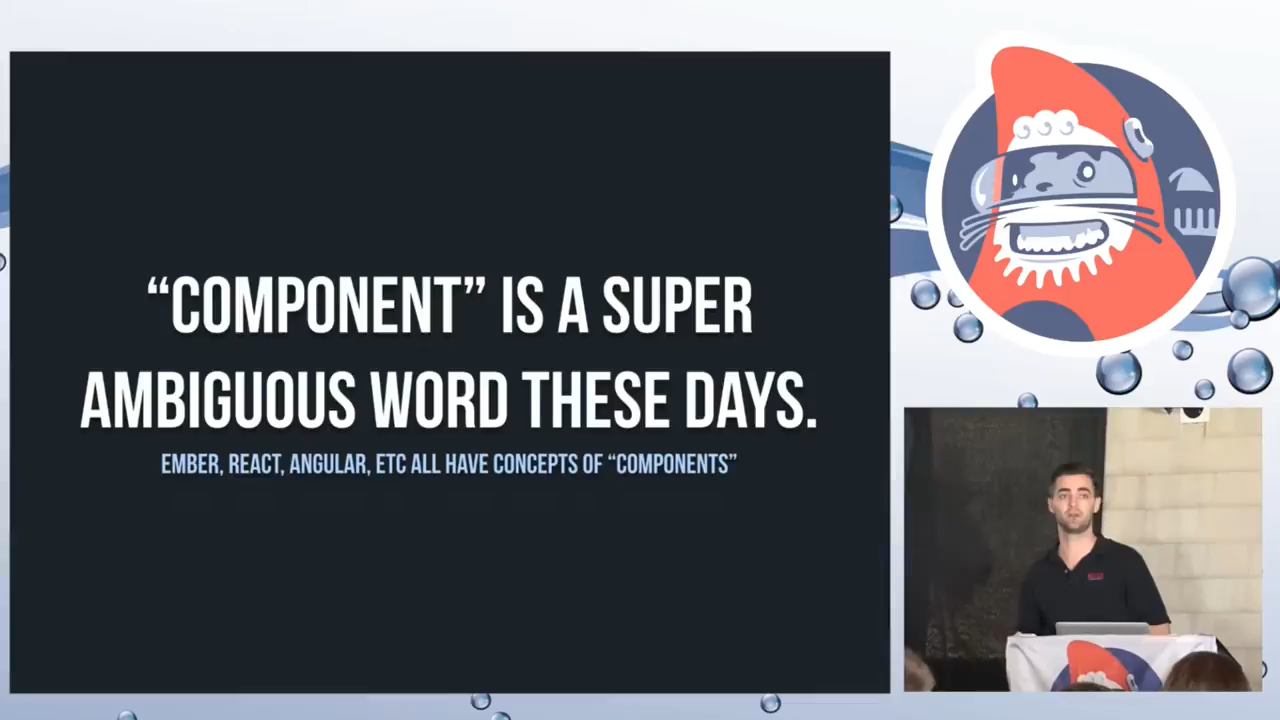 “COMPONENT” IS A SUPER
AMBIGUOUS WORD THESE DAYS.
EMBER, REACT, ANGULAR, ETC ALL HAVE CONCEPTS OF “COMPONENTS”